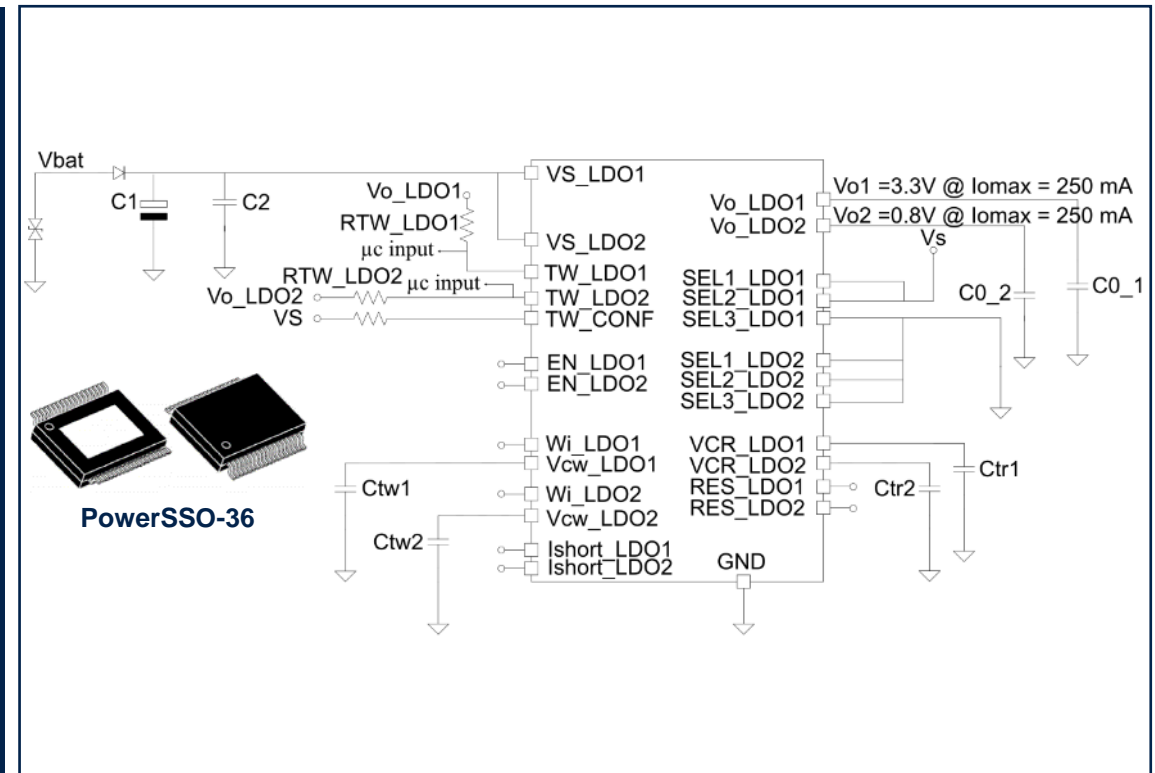 Vbat
C1
C2
Vo_LDO1
RTW_LDO1
µc input
RTW_LDO2
µc input
Vo_LDO2
VS
VS_LDO1
VS_LDO2
TW_LDO1
TW_LDO2
TW_CONF
EN_LDO1
EN_LDO2
Wi_LDO1
Vcw_LDO1
Wi_LDO2
Vcw_LDO2
Ishort_LDO1
Ishort_LDO2
Ctw1
Ctw2
PowerSSO-36
GND
Vo_LDO1
Vo_LDO2
SEL1_LDO1
SEL2_LDO1
SEL3_LDO1
SEL1_LDO2
SEL2_LDO2
SEL3_LDO2
VCR_LDO1
VCR_LDO2
RES_LDO1
RES_LDO2
Vo1 =3.3V @ Iomax = 250 mA
Vo2 =0.8V @ Iomax = 250 mA
Vs
C0_2
C0_1
Ctr1
Ctr2